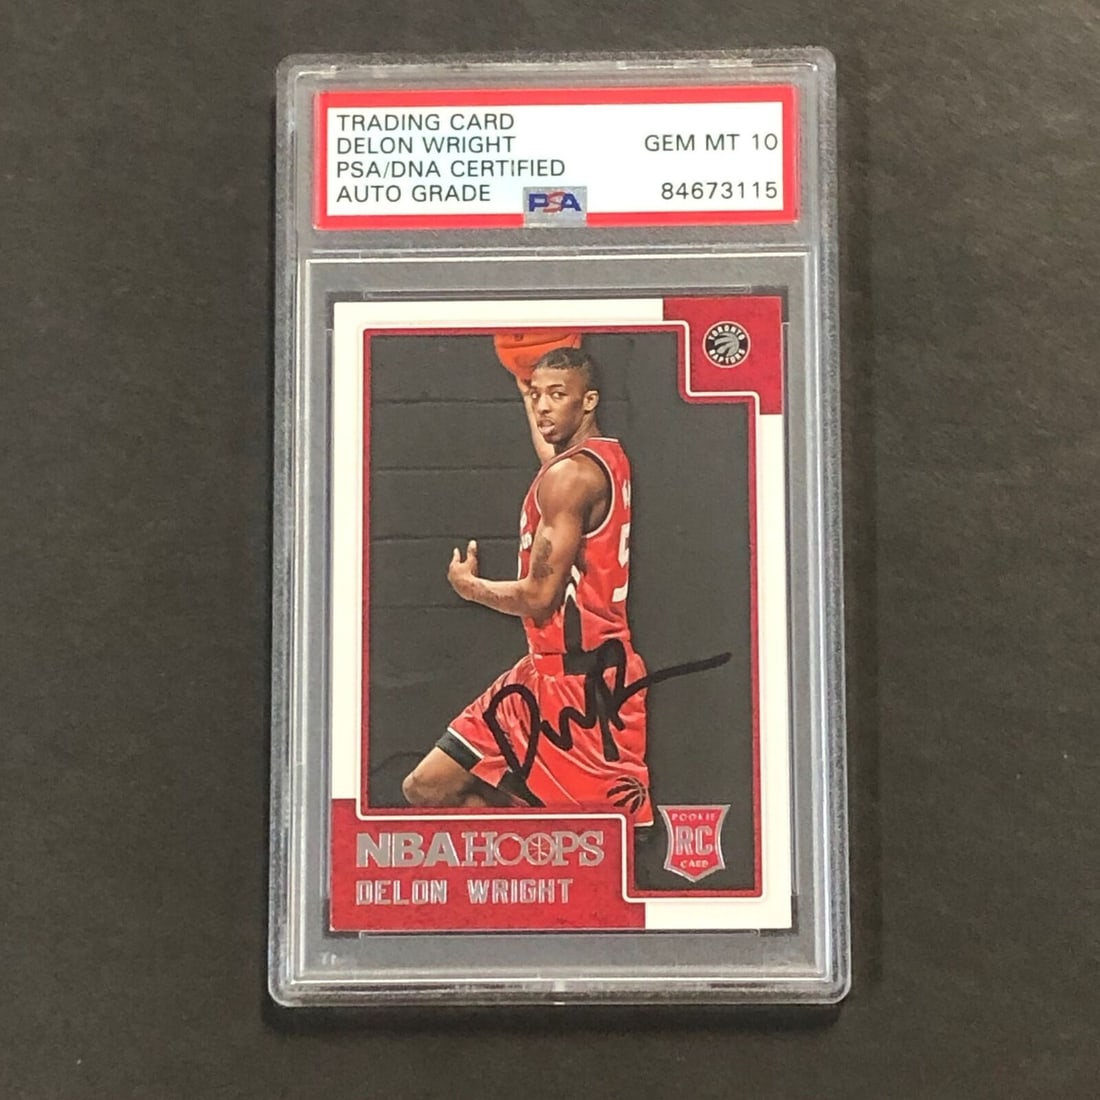 TRADING CARD
DELON WRIGHT
PSA/DNA CERTIFIED
AUTO GRADE
GEM MT 10
84673115
PSA
TORONTO
RAPTORS
5
NBA HOOPS
DELON WRIGHT
ROOKIE
RC
CARD